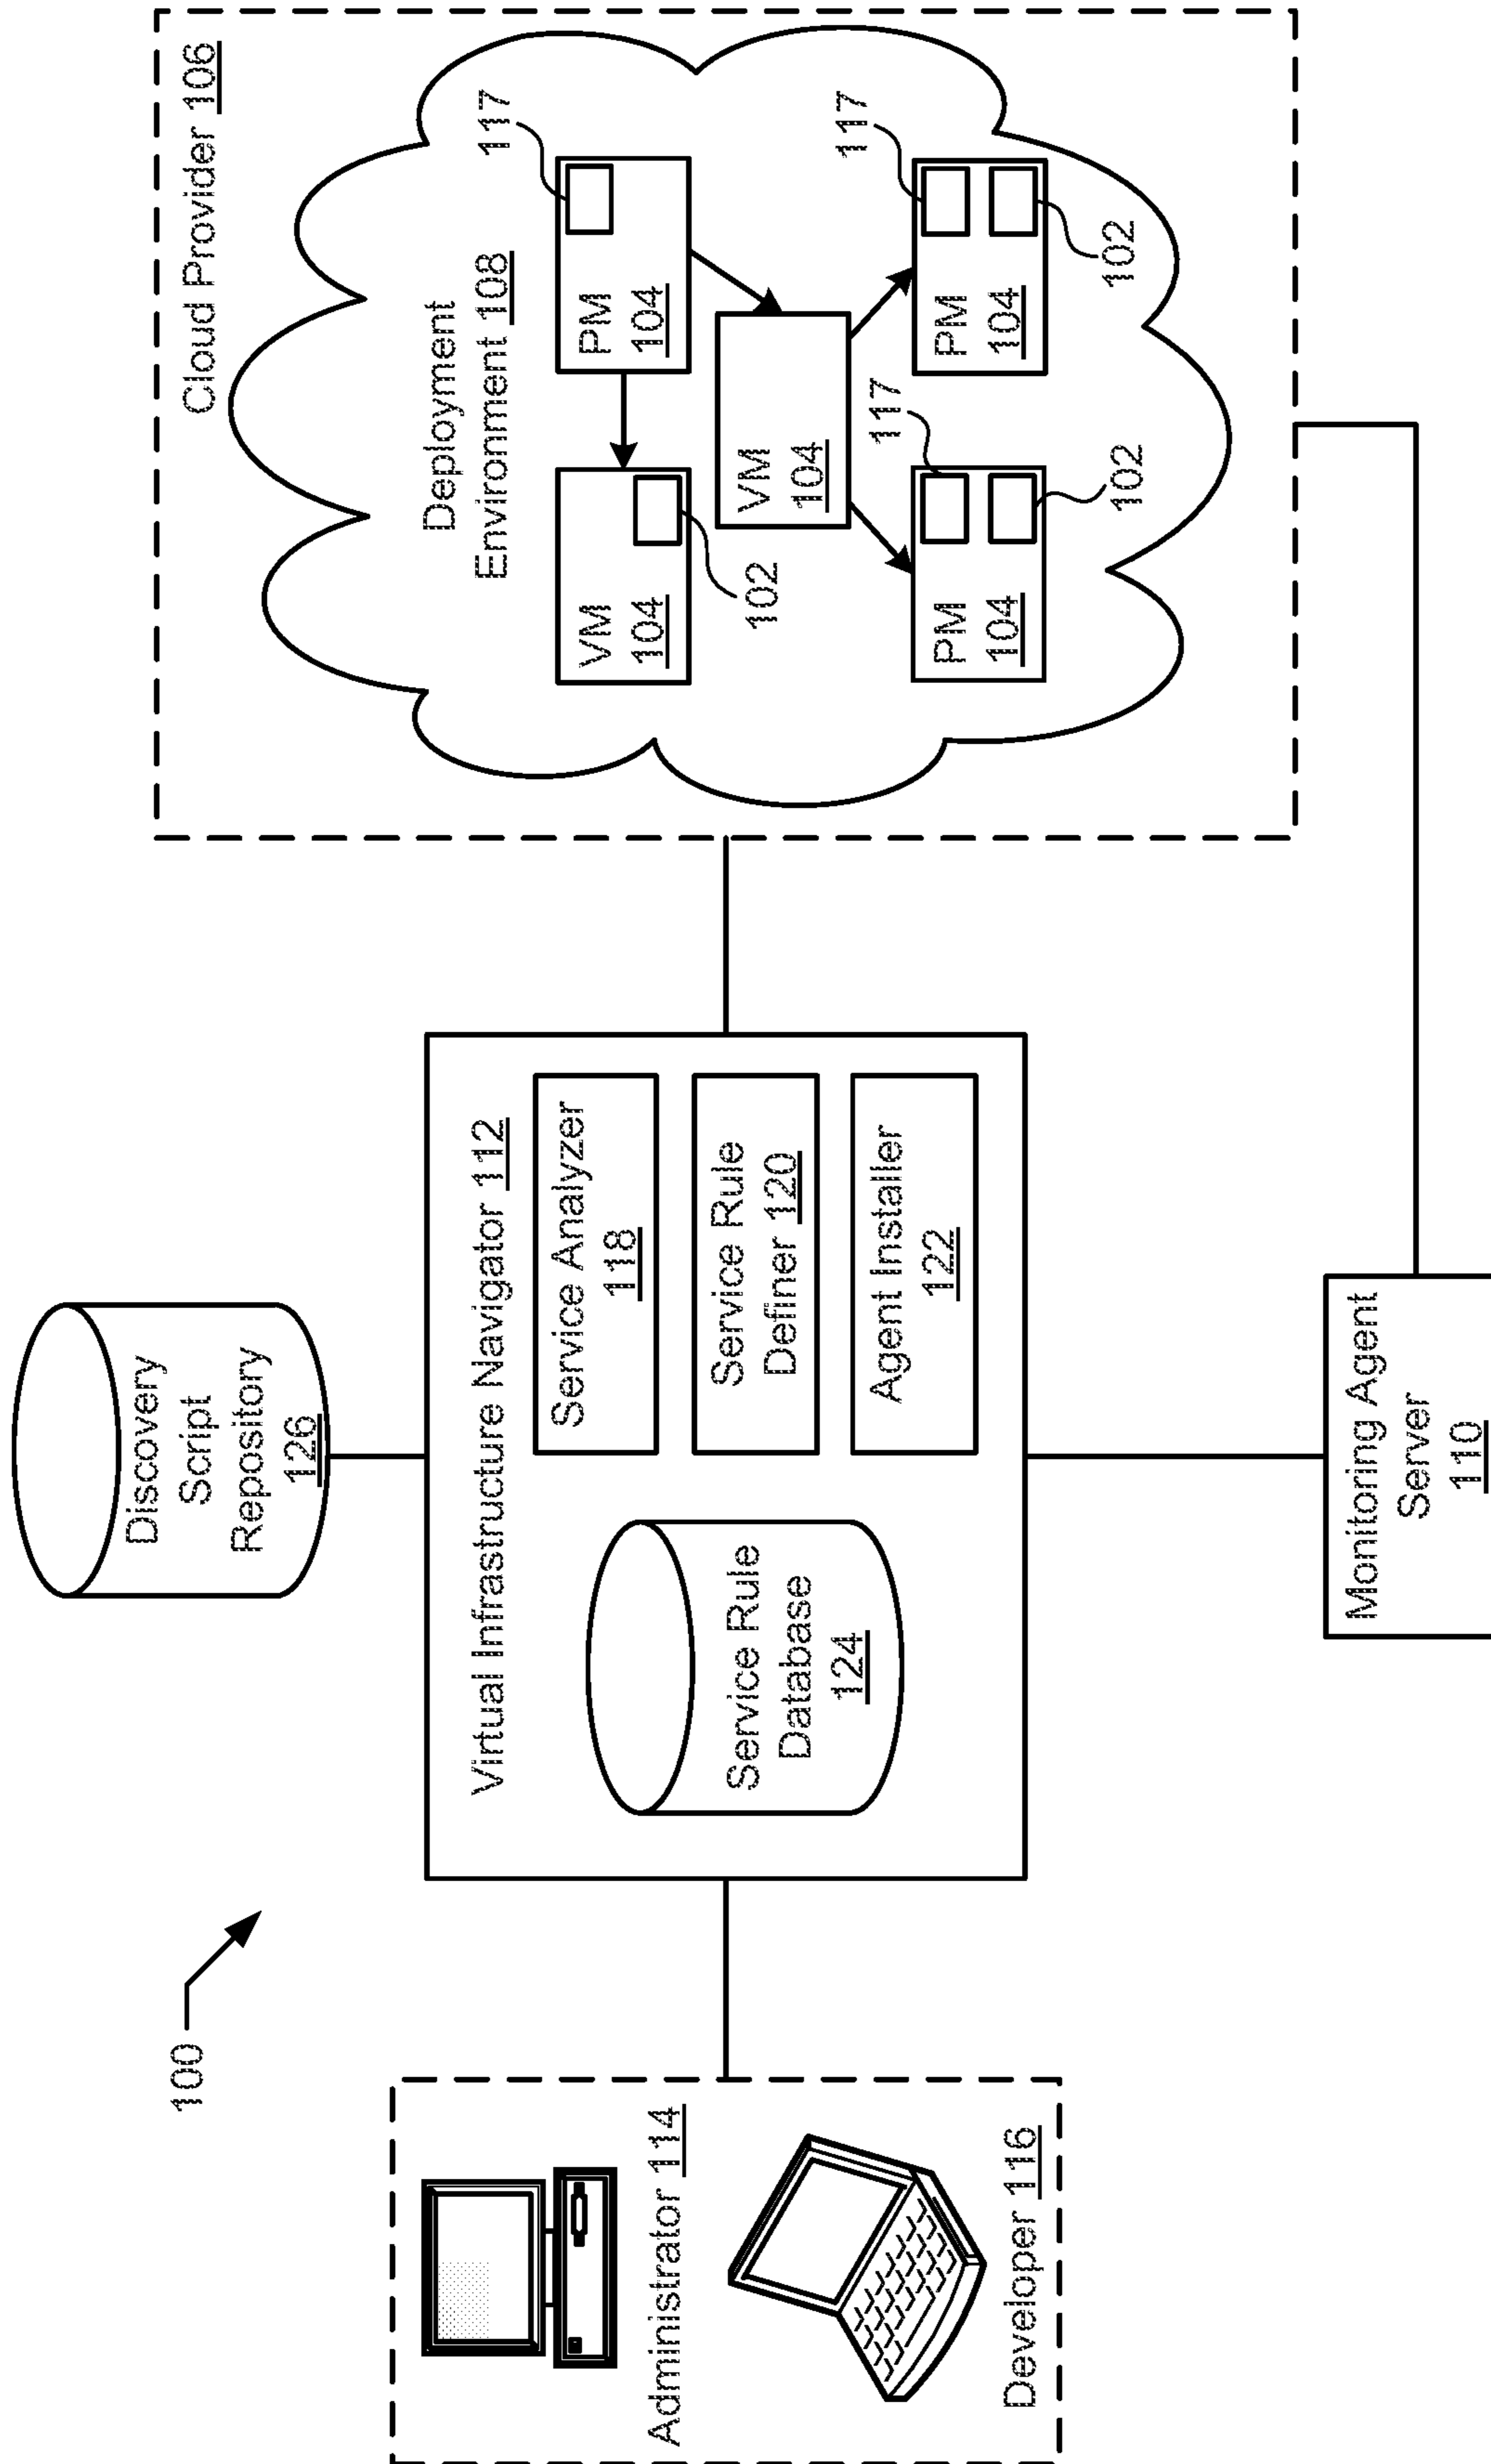 100
Administrator 114
Developer 116
Discovery
Script
Repository
126
Virtual Infrastructure Navigator 112
Service Rule
Database
124
Service Analyzer
118
Service Rule
Definer 120
Agent Installer
122
Monitoring Agent
Server
110
Cloud Provider 106
Deployment
Environment 108
VM
104
102
PM
104
117
VM
104
PM
104
117
102
PM
104
117
102